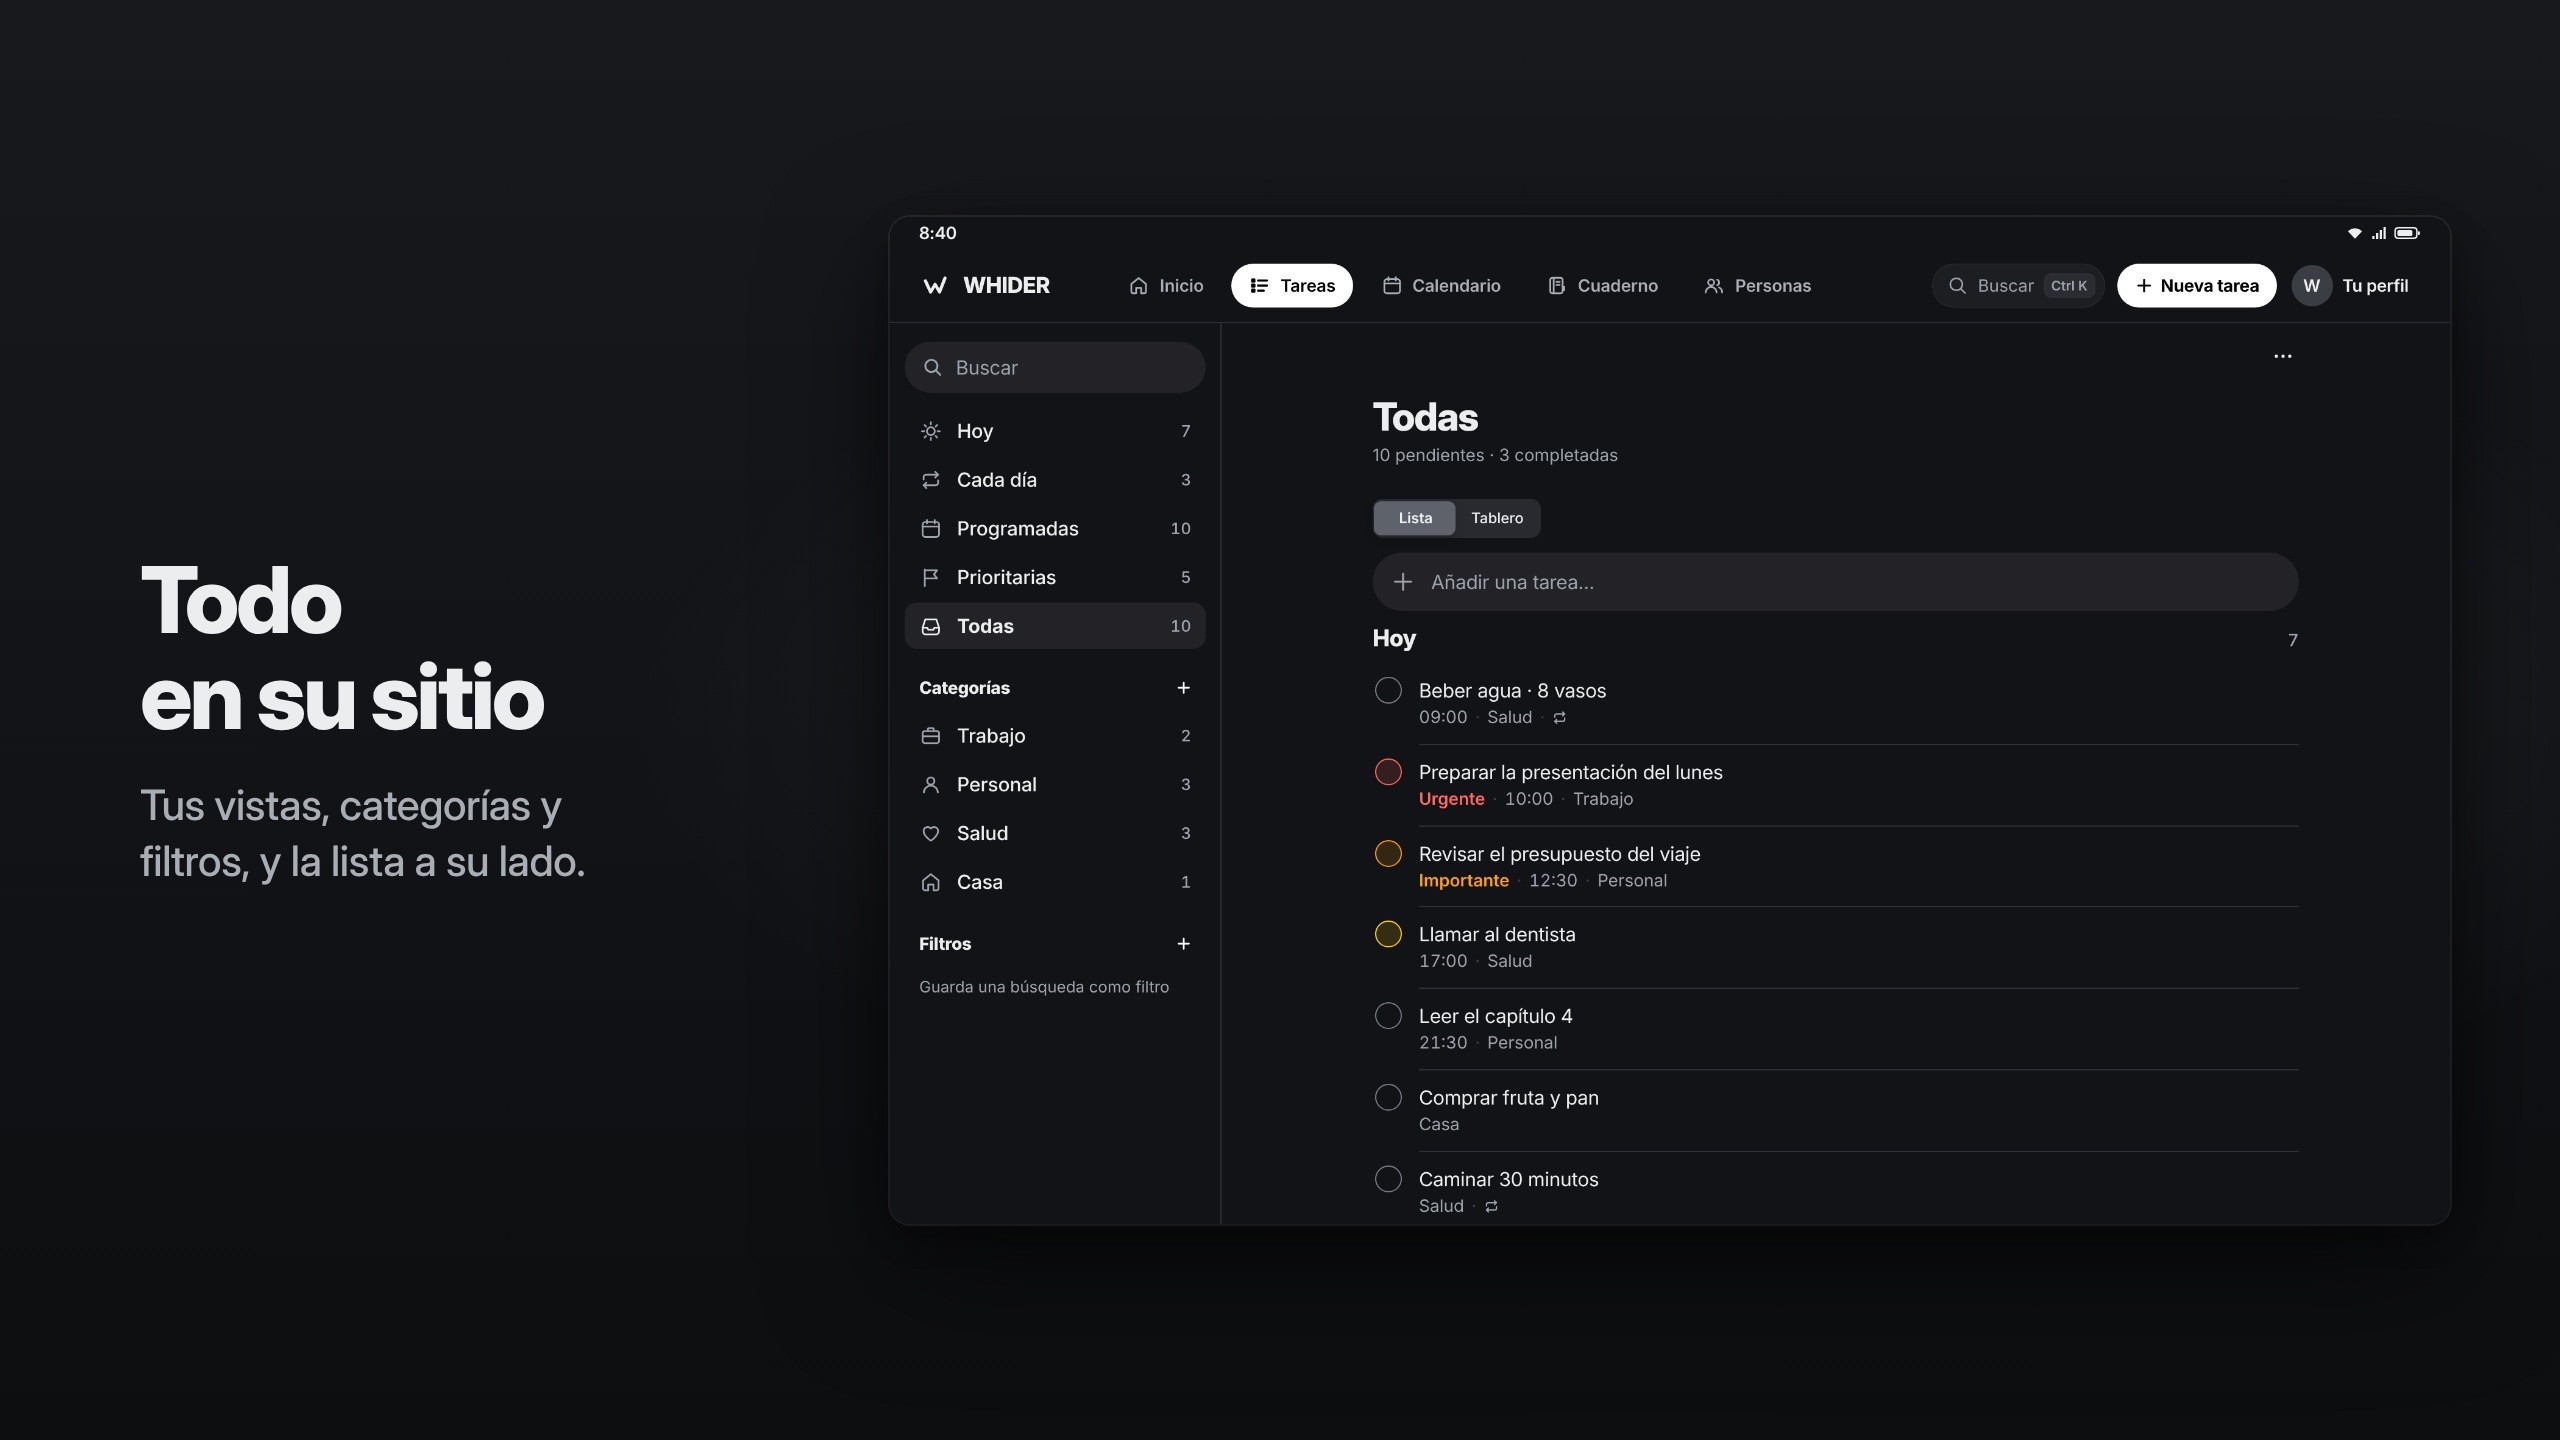 Todo
en su sitio
Tus vistas, categorías y
filtros, y la lista a su lado.
8:40
W WHIDER
Inicio
Tareas
Calendario
Cuaderno
Personas
Buscar Ctrl K
+ Nueva tarea
W Tu perfil
Buscar
Hoy 7
Cada día 3
Programadas 10
Prioritarias 5
Todas 10
Categorías +
Trabajo 2
Personal 3
Salud 3
Casa 1
Filtros +
Guarda una búsqueda como filtro
···
Todas
10 pendientes · 3 completadas
Lista Tablero
+ Añadir una tarea...
Hoy 7
Beber agua · 8 vasos
09:00 · Salud ·
Preparar la presentación del lunes
Urgente · 10:00 · Trabajo
Revisar el presupuesto del viaje
Importante · 12:30 · Personal
Llamar al dentista
17:00 · Salud
Leer el capítulo 4
21:30 · Personal
Comprar fruta y pan
Casa
Caminar 30 minutos
Salud ·